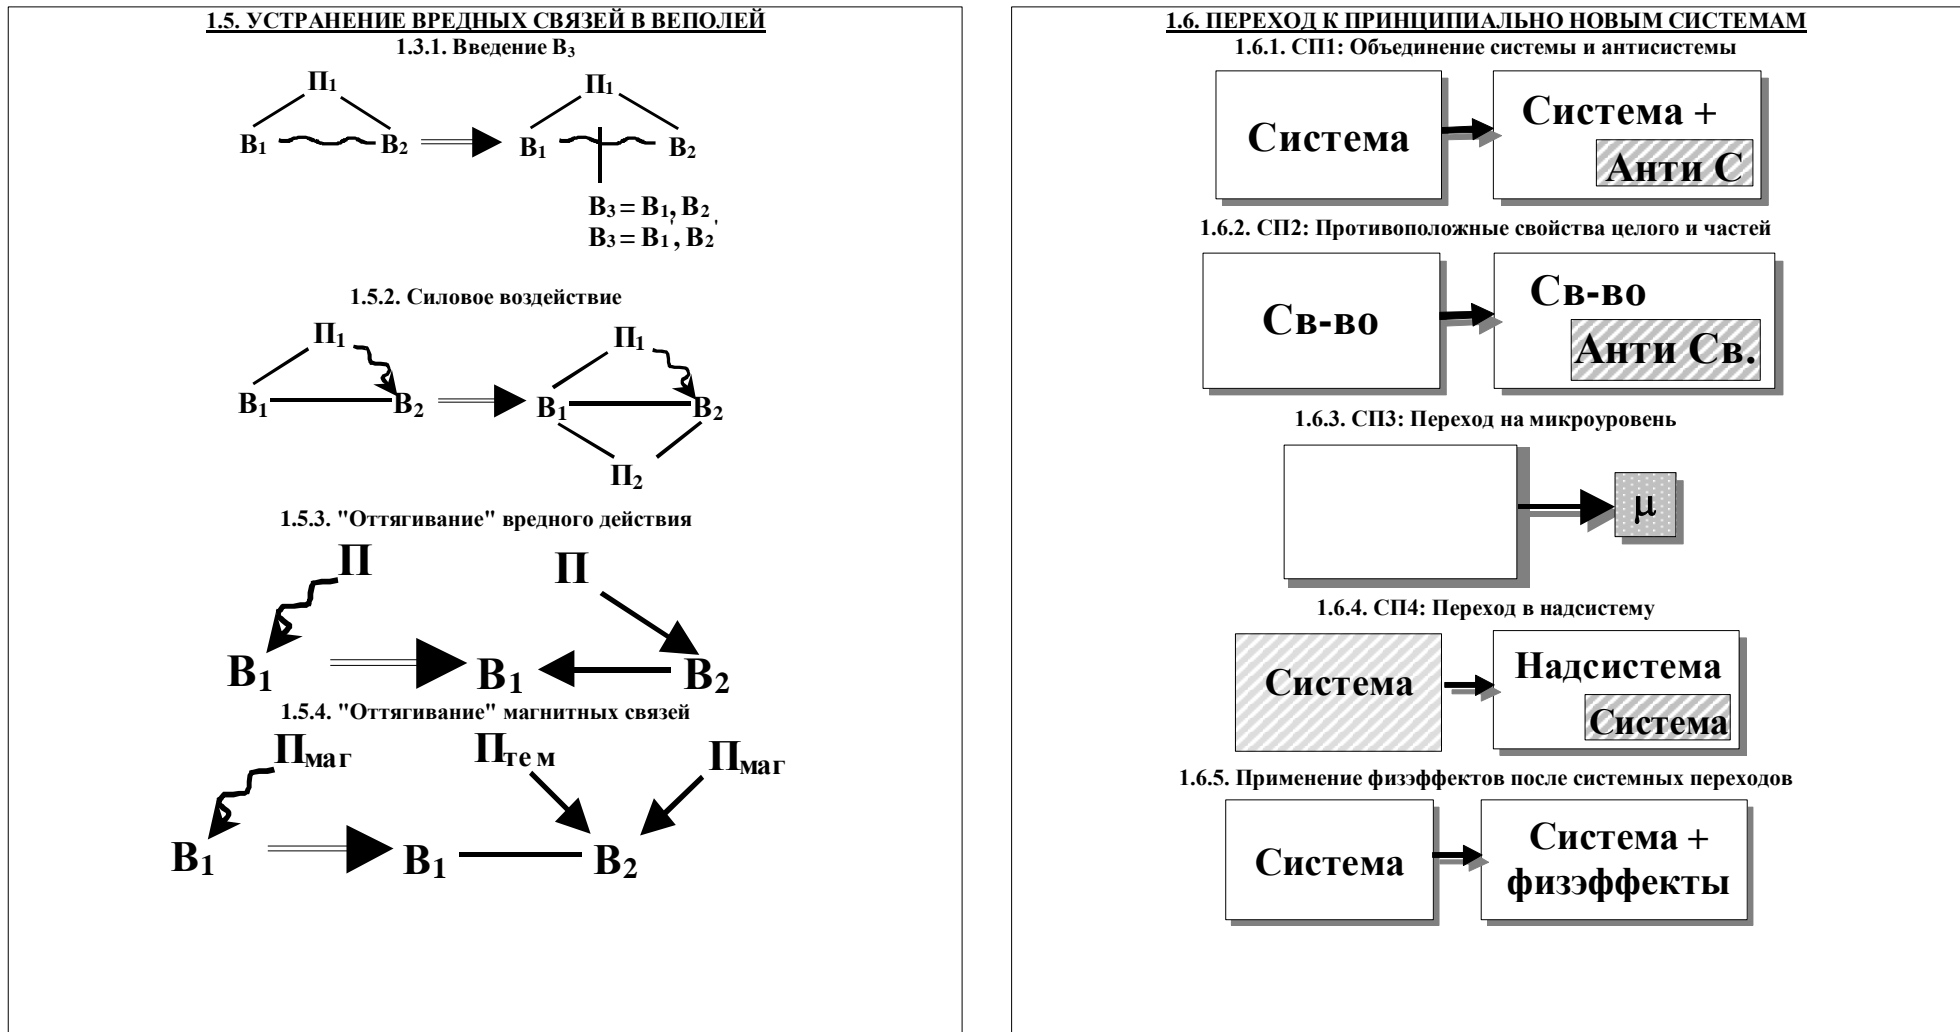 1.5. УСТРАНЕНИЕ ВРЕДНЫХ СВЯЗЕЙ В ВЕПОЛЕЙ
1.3.1. Введение В₃
П₁
В₁ В₂
П₁
В₁ В₂
В₃ = В₁, В₂
В₃ = В₁', В₂'
1.5.2. Силовое воздействие
П₁
В₁ В₂
П₁
В₁ В₂
П₂
1.5.3. "Оттягивание" вредного действия
П
В₁
П
В₁ В₂
1.5.4. "Оттягивание" магнитных связей
Пмаг
В₁
Птем Пмаг
В₁ В₂
1.6. ПЕРЕХОД К ПРИНЦИПИАЛЬНО НОВЫМ СИСТЕМАМ
1.6.1. СП1: Объединение системы и антисистемы
Система
Система +
Анти С
1.6.2. СП2: Противоположные свойства целого и частей
Св-во
Св-во
Анти Св.
1.6.3. СП3: Переход на микроуровень
μ
1.6.4. СП4: Переход в надсистему
Система
Надсистема
Система
1.6.5. Применение физэффектов после системных переходов
Система
Система +
физэффекты